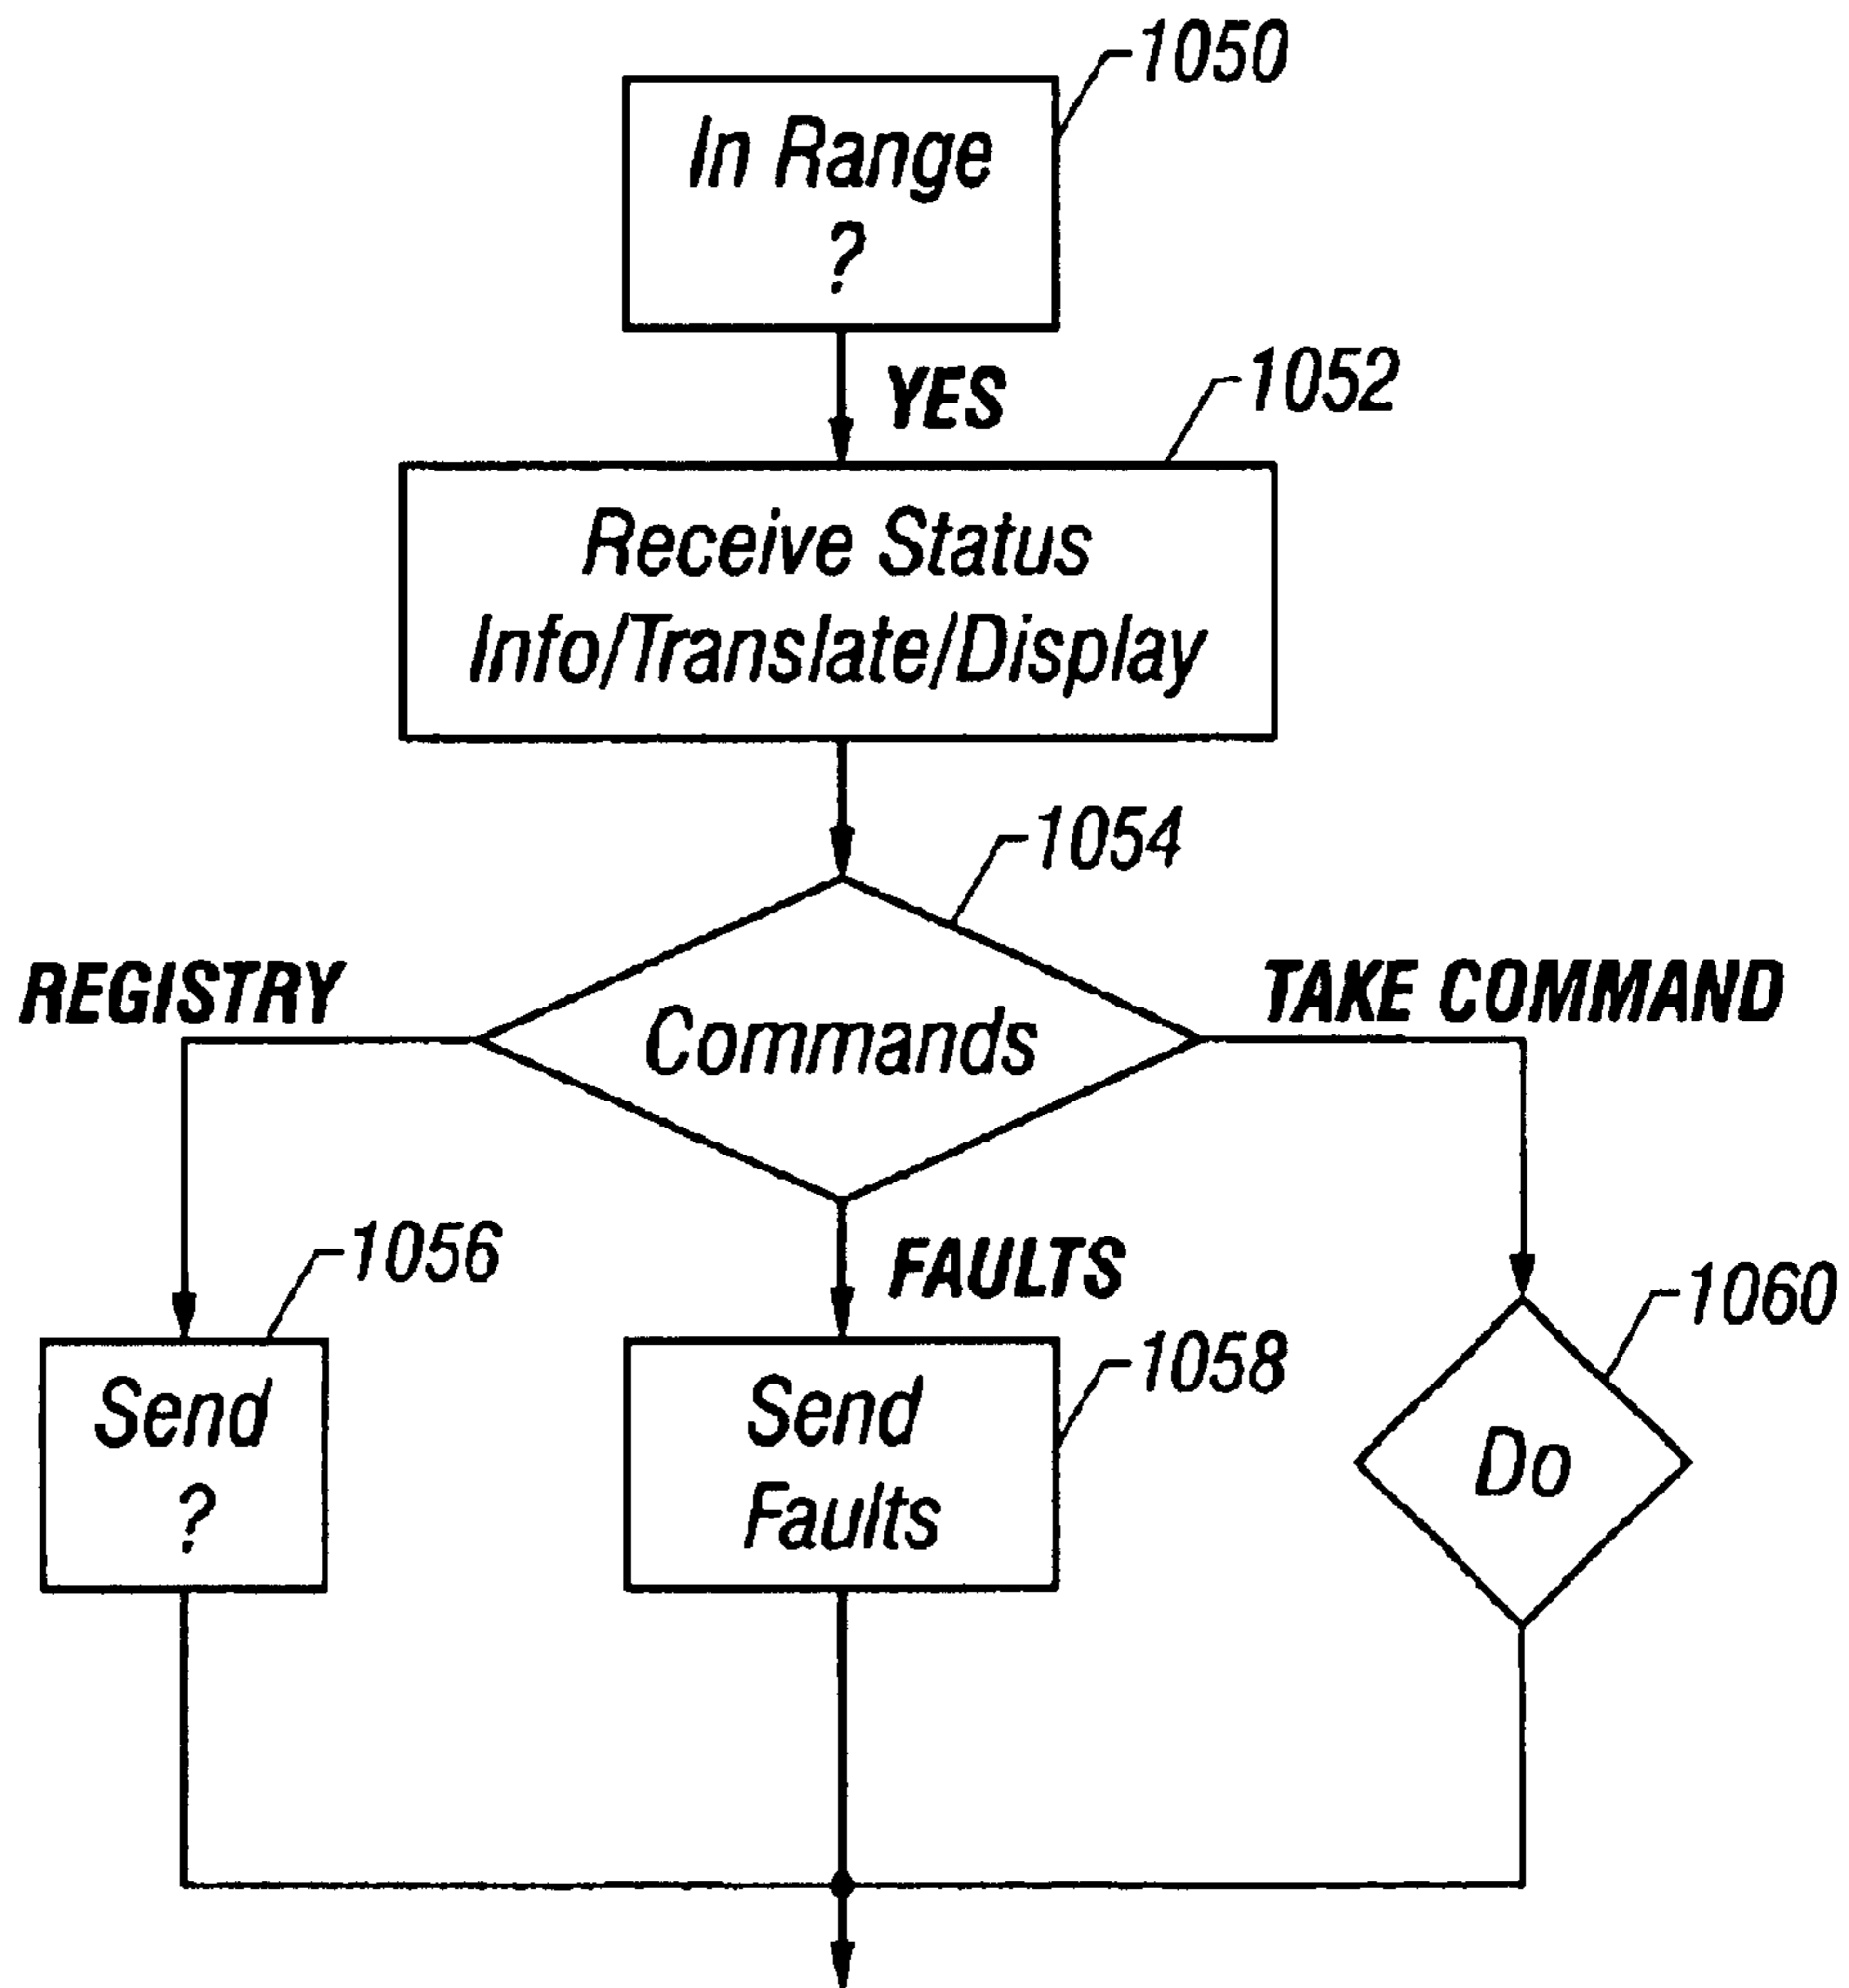 1050
In Range
?
YES
1052
Receive Status
Info/Translate/Display
1054
REGISTRY
Commands
TAKE COMMAND
1056
FAULTS
1060
Send
?
1058
Send
Faults
Do